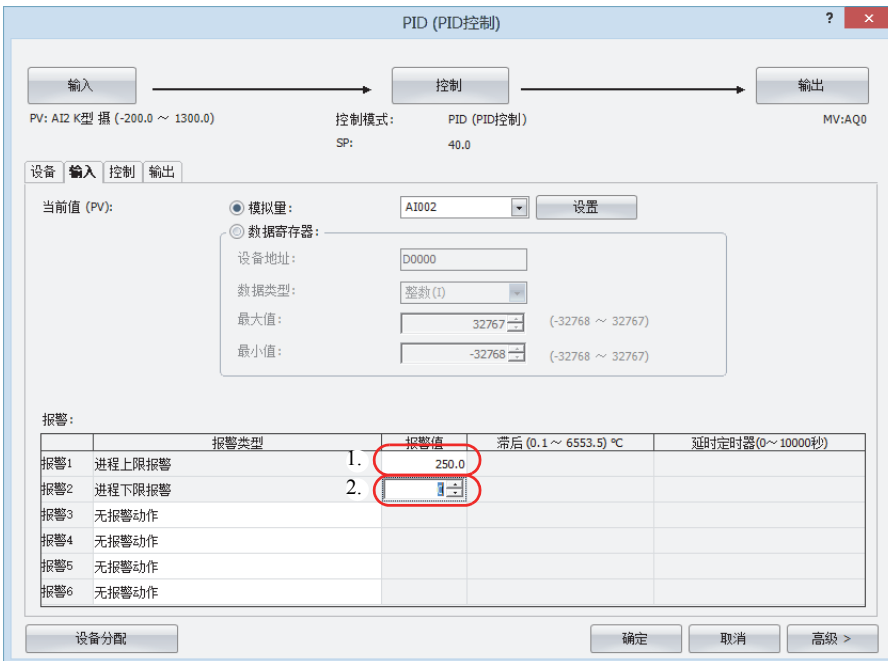 PID (PID控制)
?
输入
控制
输出
PV: AI2 K型 摄 (-200.0 ～ 1300.0)
控制模式:
PID (PID控制)
MV:AQ0
SP:
40.0
设备 输入 控制 输出
当前值 (PV):
模拟量:
AI002
设置
数据寄存器:
设备地址:
D0000
数据类型:
整数(I)
最大值:
32767
(-32768 ～ 32767)
最小值:
-32768
(-32768 ～ 32767)
报警:
报警类型 报警值 滞后 (0.1 ～ 6553.5) ℃ 延时定时器(0～10000秒)
报警1 进程上限报警 1. 250.0
报警2 进程下限报警 2.
报警3 无报警动作
报警4 无报警动作
报警5 无报警动作
报警6 无报警动作
设备分配
确定
取消
高级 >